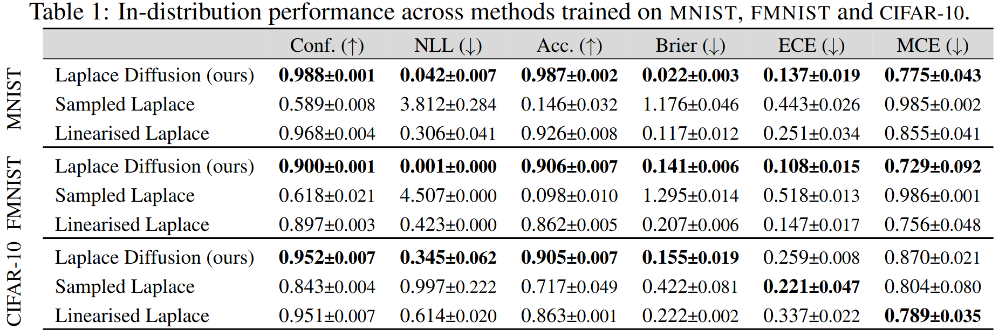 Table 1: In-distribution performance across methods trained on MNIST, FMNIST and CIFAR-10.
Conf. (↑) NLL (↓) Acc. (↑) Brier (↓) ECE (↓) MCE (↓)
MNIST
Laplace Diffusion (ours) 0.988±0.001 0.042±0.007 0.987±0.002 0.022±0.003 0.137±0.019 0.775±0.043
Sampled Laplace 0.589±0.008 3.812±0.284 0.146±0.032 1.176±0.046 0.443±0.026 0.985±0.002
Linearised Laplace 0.968±0.004 0.306±0.041 0.926±0.008 0.117±0.012 0.251±0.034 0.855±0.041
FMNIST
Laplace Diffusion (ours) 0.900±0.001 0.001±0.000 0.906±0.007 0.141±0.006 0.108±0.015 0.729±0.092
Sampled Laplace 0.618±0.021 4.507±0.000 0.098±0.010 1.295±0.014 0.518±0.013 0.986±0.001
Linearised Laplace 0.897±0.003 0.423±0.000 0.862±0.005 0.207±0.006 0.147±0.017 0.756±0.048
CIFAR-10
Laplace Diffusion (ours) 0.952±0.007 0.345±0.062 0.905±0.007 0.155±0.019 0.259±0.008 0.870±0.021
Sampled Laplace 0.843±0.004 0.997±0.222 0.717±0.049 0.422±0.081 0.221±0.047 0.804±0.080
Linearised Laplace 0.951±0.007 0.614±0.020 0.863±0.001 0.222±0.002 0.337±0.022 0.789±0.035